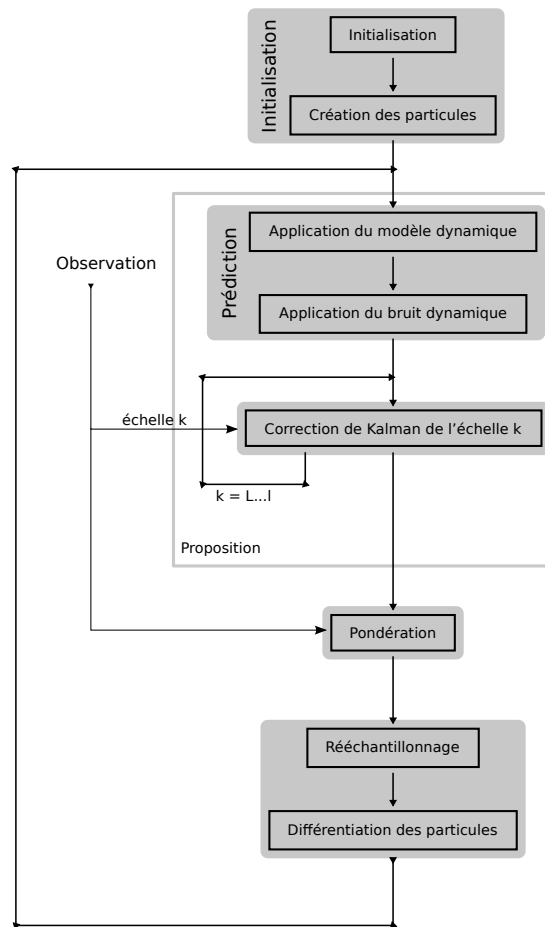 Initialisation
Initialisation
Création des particules
Prédiction
Application du modèle dynamique
Application du bruit dynamique
Observation
échelle k
Correction de Kalman de l’échelle k
k = L...l
Proposition
Pondération
Rééchantillonnage
Différentiation des particules